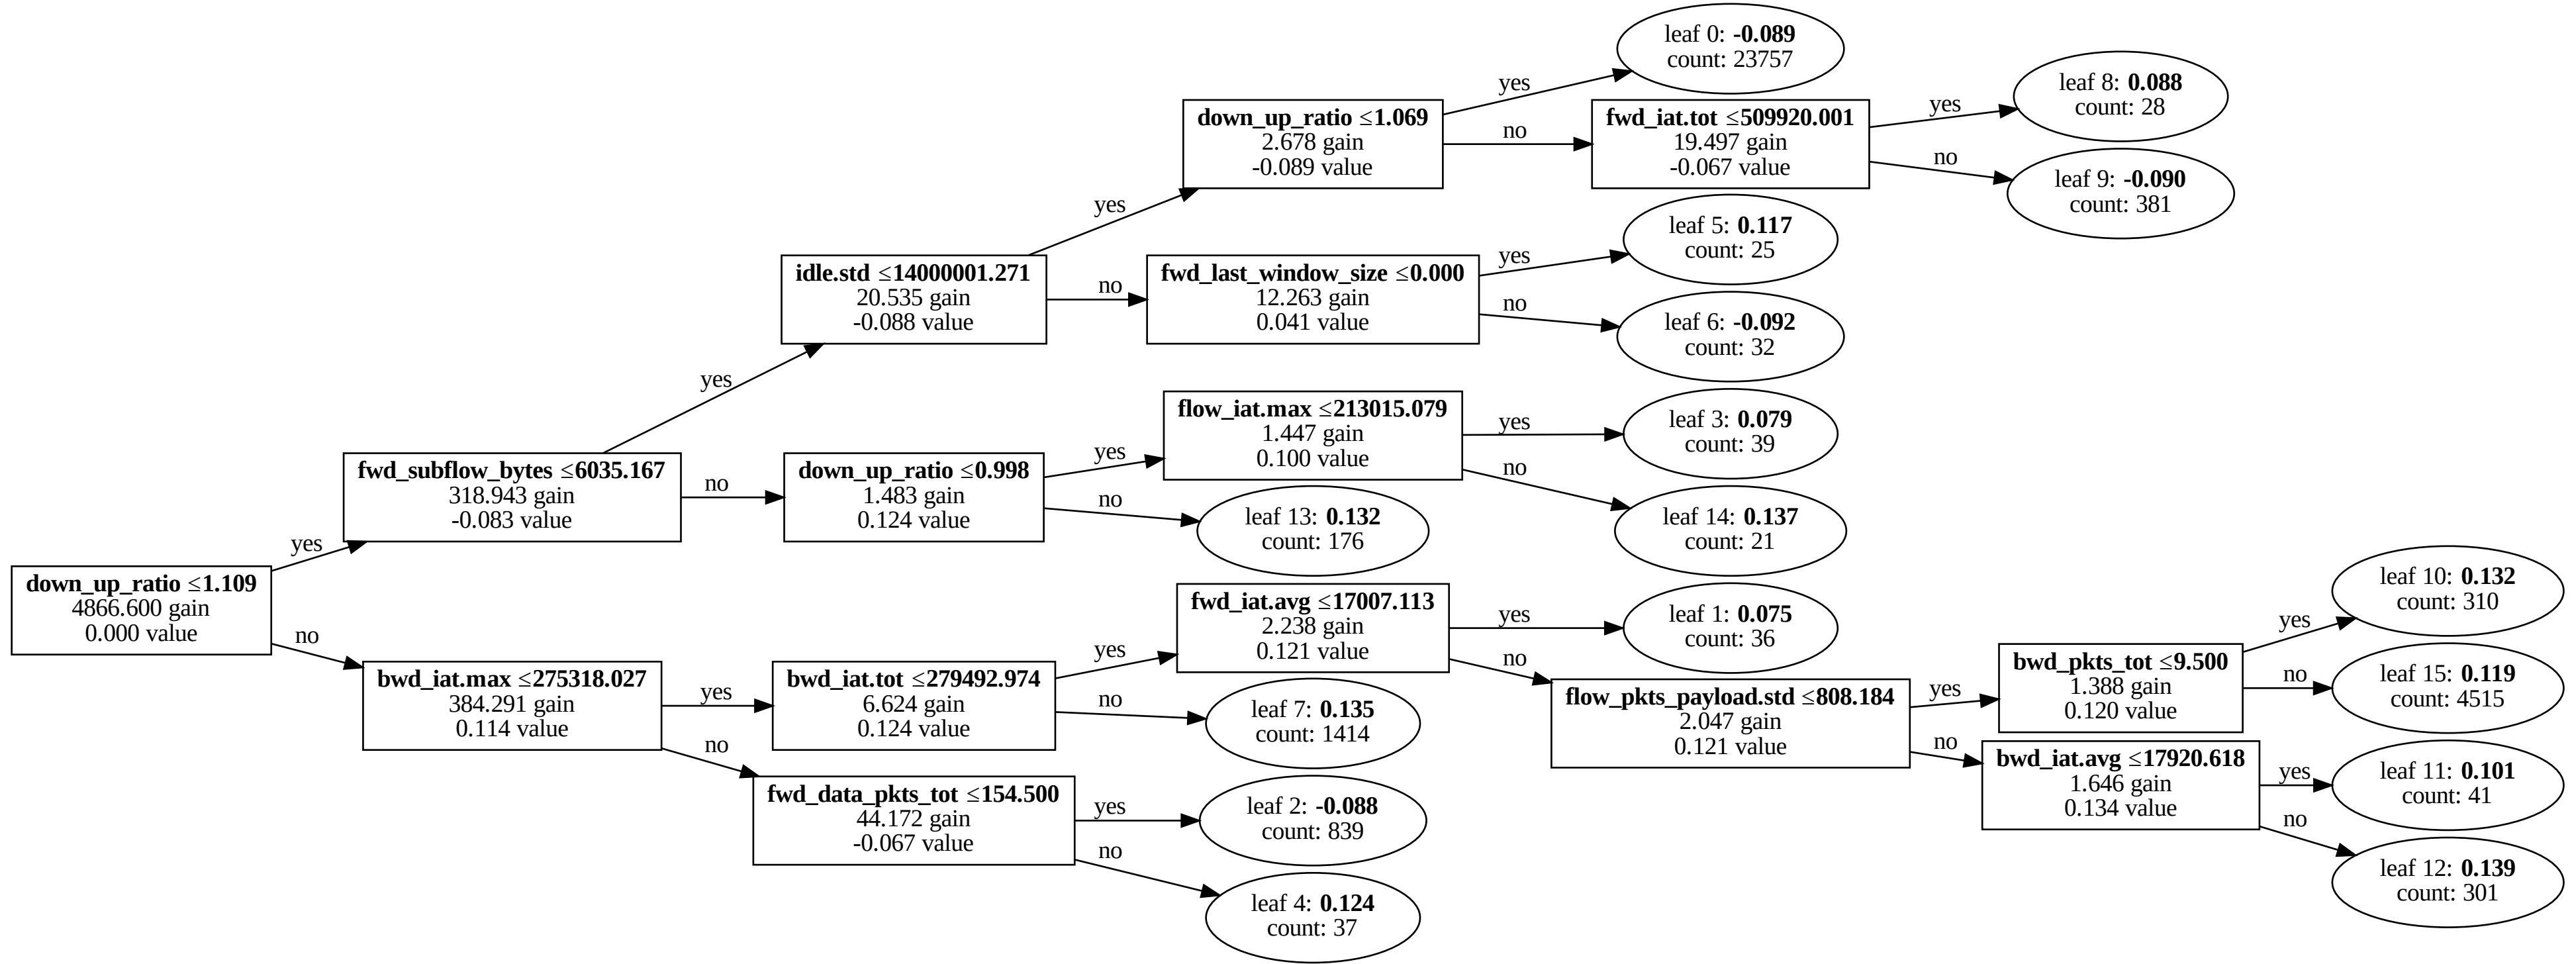 down_up_ratio ≤1.109
4866.600 gain
0.000 value
yes
no
fwd_subflow_bytes ≤6035.167
318.943 gain
-0.083 value
yes
no
idle.std ≤14000001.271
20.535 gain
-0.088 value
yes
no
down_up_ratio ≤1.069
2.678 gain
-0.089 value
yes
no
leaf 0: -0.089
count: 23757
fwd_iat.tot ≤509920.001
19.497 gain
-0.067 value
yes
no
leaf 8: 0.088
count: 28
leaf 9: -0.090
count: 381
fwd_last_window_size ≤0.000
12.263 gain
0.041 value
yes
no
leaf 5: 0.117
count: 25
leaf 6: -0.092
count: 32
down_up_ratio ≤0.998
1.483 gain
0.124 value
yes
no
flow_iat.max ≤213015.079
1.447 gain
0.100 value
yes
no
leaf 3: 0.079
count: 39
leaf 14: 0.137
count: 21
leaf 13: 0.132
count: 176
bwd_iat.max ≤275318.027
384.291 gain
0.114 value
yes
no
bwd_iat.tot ≤279492.974
6.624 gain
0.124 value
yes
no
fwd_iat.avg ≤17007.113
2.238 gain
0.121 value
yes
no
leaf 1: 0.075
count: 36
flow_pkts_payload.std ≤808.184
2.047 gain
0.121 value
yes
no
bwd_pkts_tot ≤9.500
1.388 gain
0.120 value
yes
no
leaf 10: 0.132
count: 310
leaf 15: 0.119
count: 4515
bwd_iat.avg ≤17920.618
1.646 gain
0.134 value
yes
no
leaf 11: 0.101
count: 41
leaf 12: 0.139
count: 301
leaf 7: 0.135
count: 1414
fwd_data_pkts_tot ≤154.500
44.172 gain
-0.067 value
yes
no
leaf 2: -0.088
count: 839
leaf 4: 0.124
count: 37